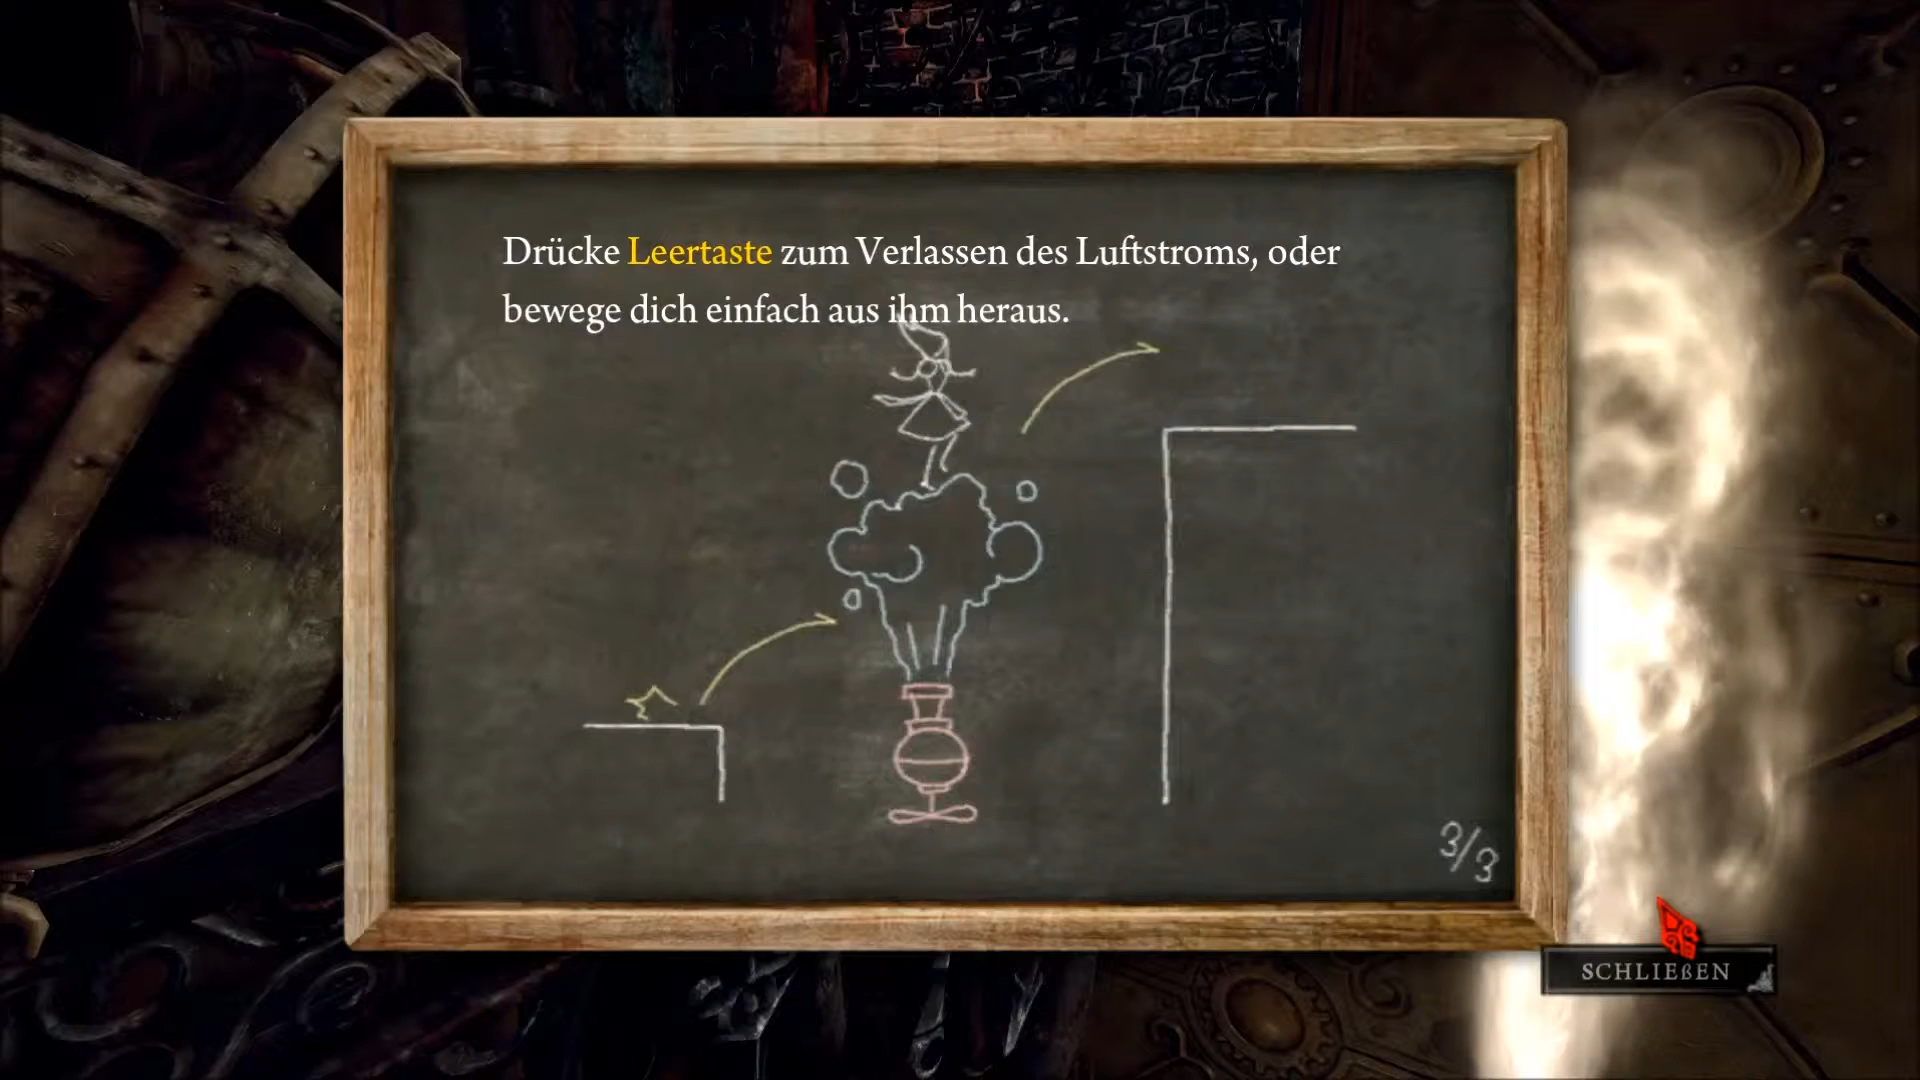 Drücke Leertaste zum Verlassen des Luftstroms, oder
bewege dich einfach aus ihm heraus.
3/3
SCHLIEßEN